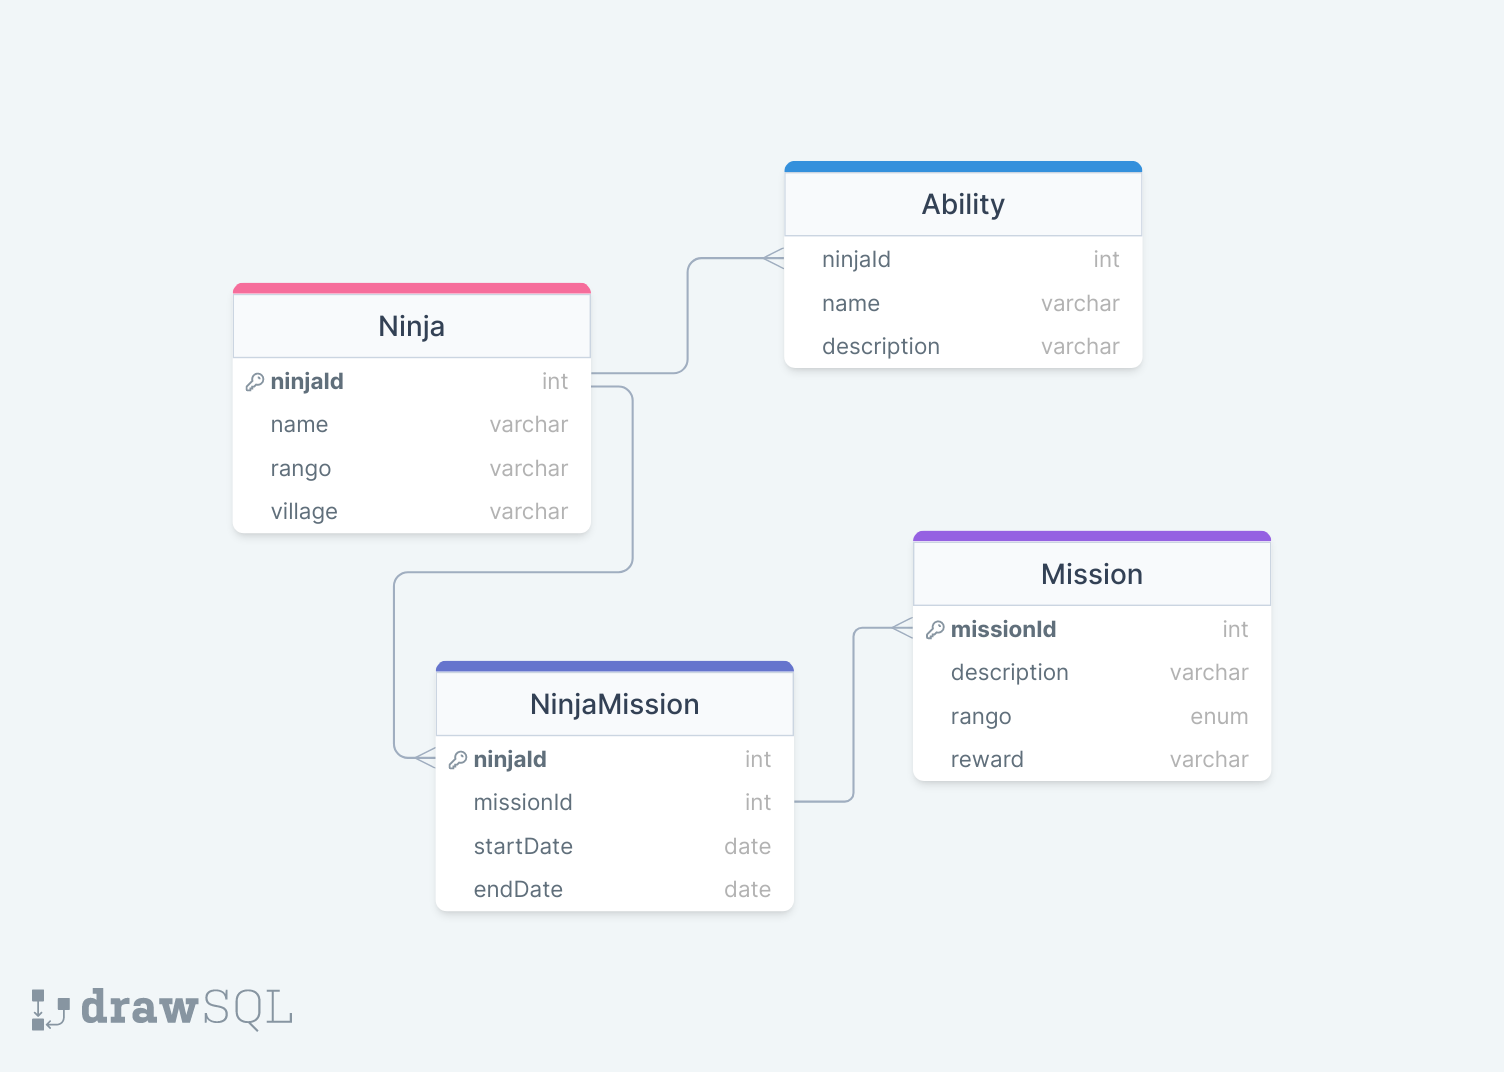 Ability
ninjaId int
name varchar
description varchar
Ninja
ninjaId int
name varchar
rango varchar
village varchar
Mission
missionId int
description varchar
rango enum
reward varchar
NinjaMission
ninjaId int
missionId int
startDate date
endDate date
drawSQL